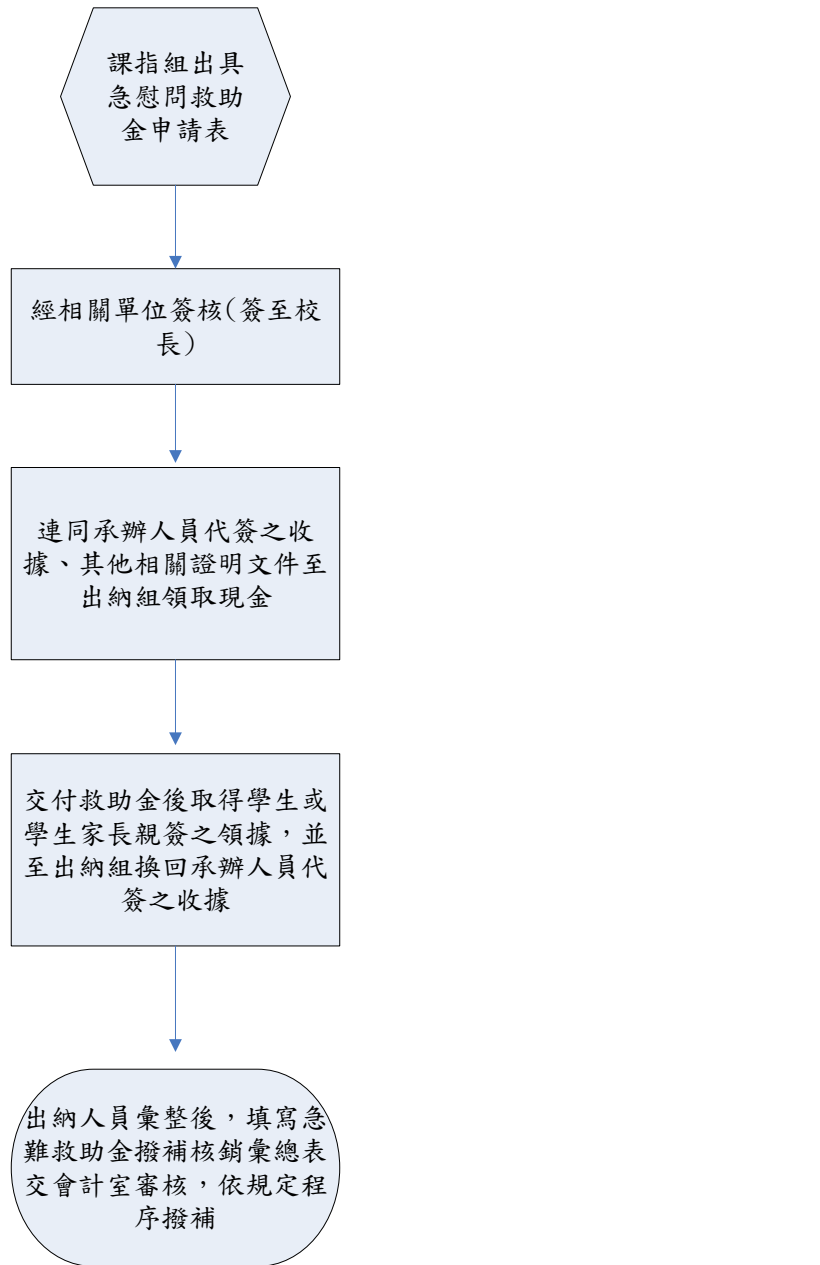 課指組出具
急慰問救助
金申請表
經相關單位簽核(簽至校
長)
連同承辦人員代簽之收
據、其他相關證明文件至
出納組領取現金
交付救助金後取得學生或
學生家長親簽之領據，並
至出納組換回承辦人員代
簽之收據
出納人員彙整後，填寫急
難救助金撥補核銷彙總表
交會計室審核，依規定程
序撥補